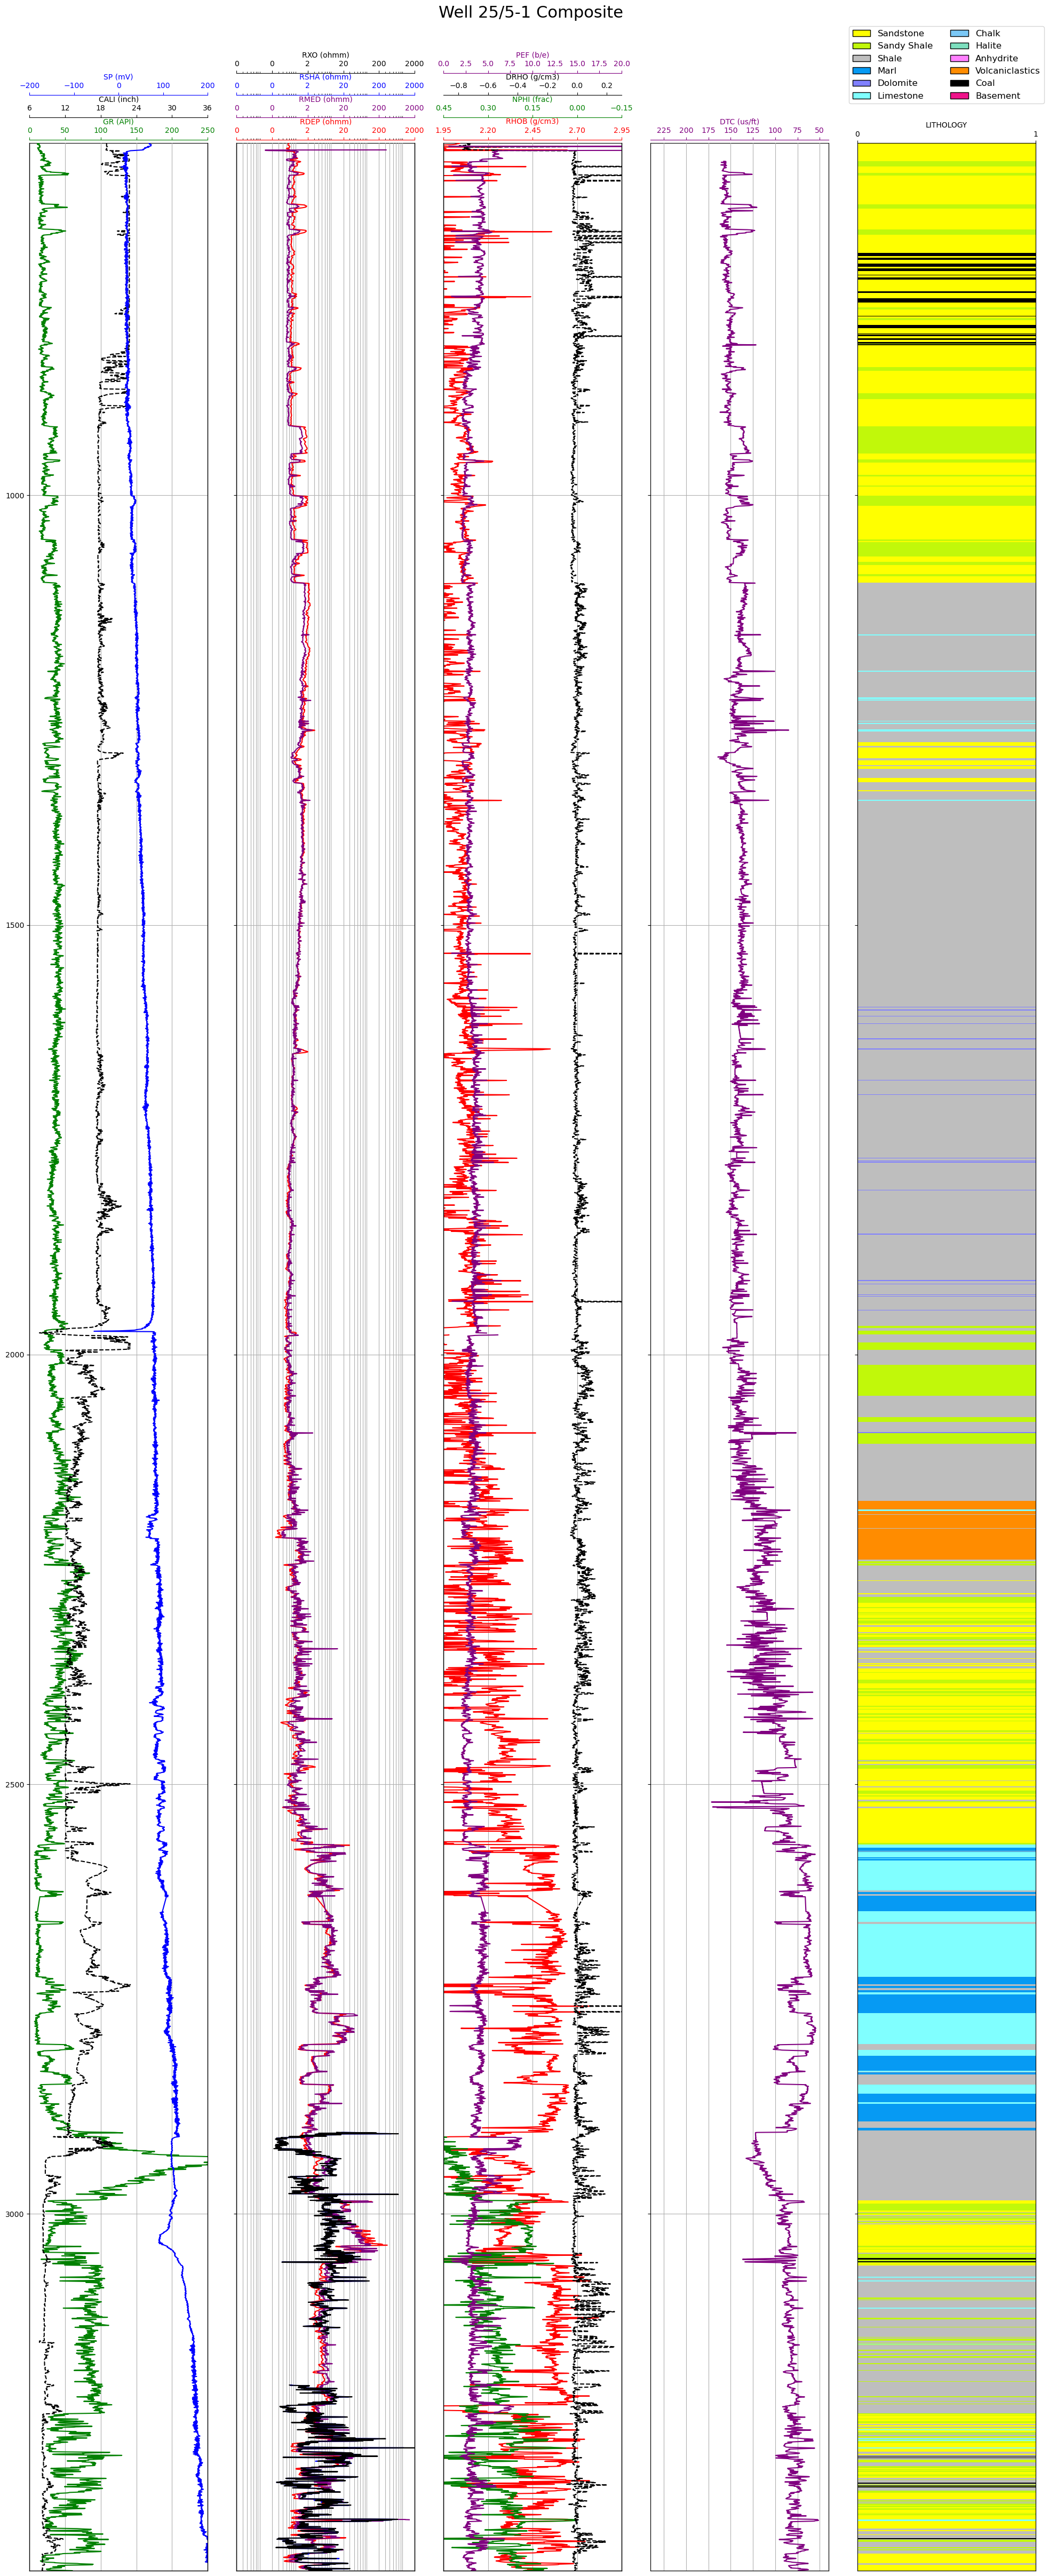 Well 25/5-1 Composite
Sandstone Chalk
Sandy Shale Halite
Shale Anhydrite
Marl Volcaniclastics
Dolomite Coal
Limestone Basement
RXO (ohmm) PEF (b/e)
0 0 2 20 200 2000 0.0 2.5 5.0 7.5 10.0 12.5 15.0 17.5 20.0
SP (mV) RSHA (ohmm) DRHO (g/cm3)
−200 −100 0 100 200 0 0 2 20 200 2000 −0.8 −0.6 −0.4 −0.2 0.0 0.2
CALI (inch) RMED (ohmm) NPHI (frac)
6 12 18 24 30 36 0 0 2 20 200 2000 0.45 0.30 0.15 0.00 −0.15
GR (API) RDEP (ohmm) RHOB (g/cm3) DTC (us/ft) LITHOLOGY
0 50 100 150 200 250 0 0 2 20 200 2000 1.95 2.20 2.45 2.70 2.95 225 200 175 150 125 100 75 50 0 1
1000
1500
2000
2500
3000